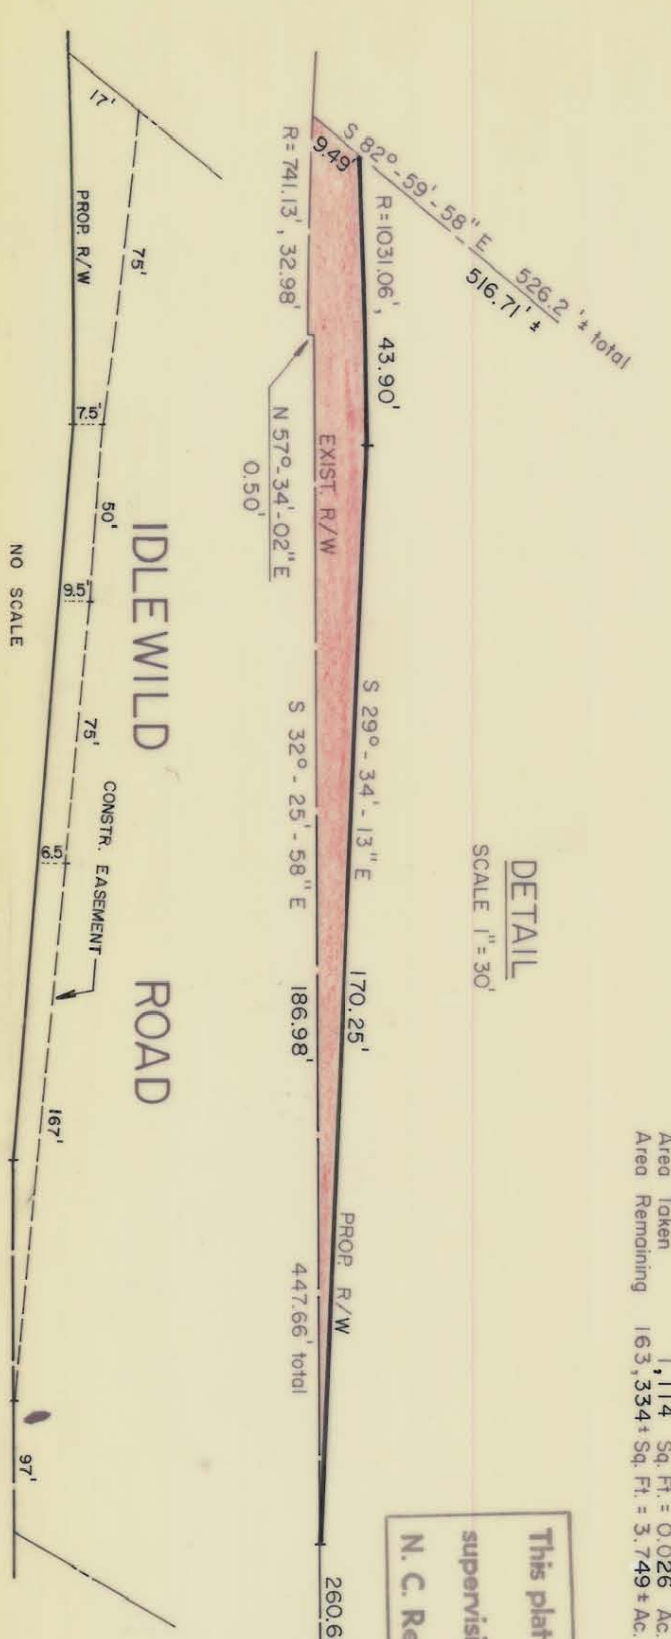 Area Taken 1,114 Sq. Ft. = 0.026 Ac.
Area Remaining 163,334± Sq. Ft. = 3.749± Ac.
This plat
supervisi
N. C. Re
DETAIL
SCALE 1" = 30'
S 82°-59'-58" E 526.2'± total
516.71'±
9.49'
R=1031.06', 43.90'
S 29°-34'-13" E 170.25'
PROP. R/W
EXIST. R/W
R=741.13', 32.98'
S 32°-25'-58" E 186.98'
447.66' total
260.6
N 57°-34'-02" E
0.50'
IDLEWILD ROAD
17'
75'
PROP. R/W
7.5'
50'
9.5'
75'
CONSTR. EASEMENT
6.5'
167'
97'
NO SCALE